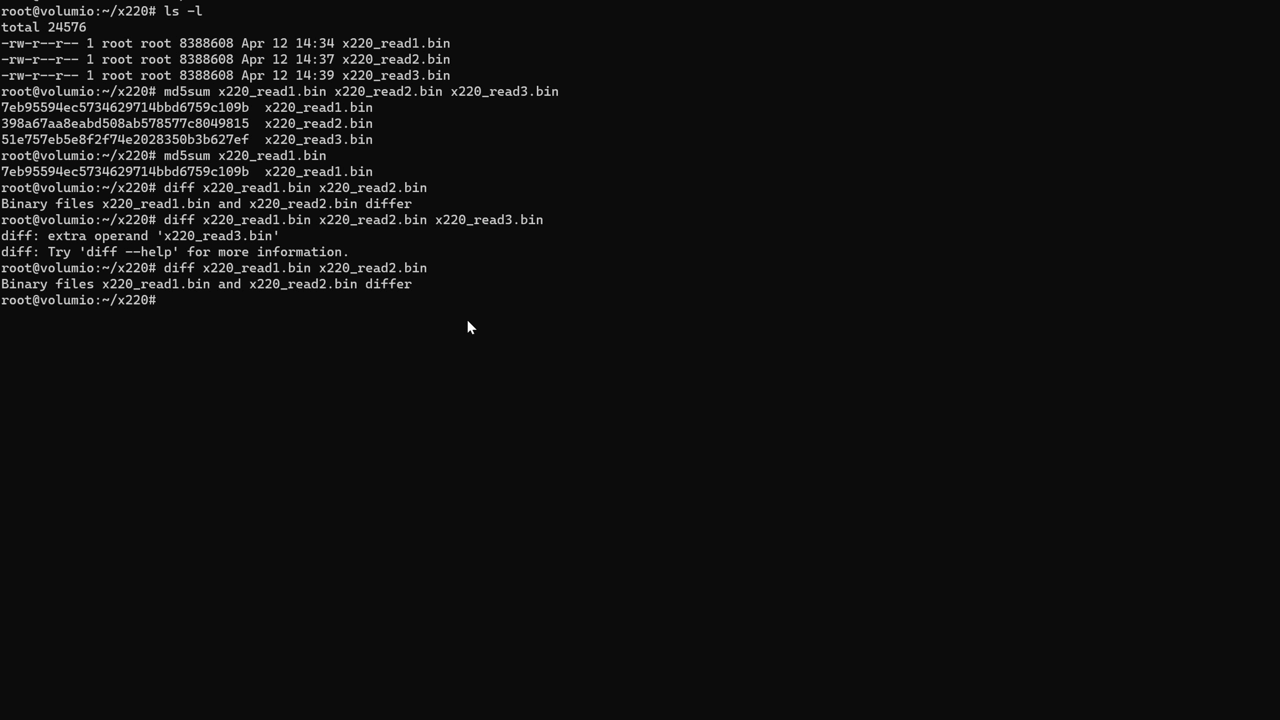 root@volumio:~/x220# ls -l
total 24576
-rw-r--r-- 1 root root 8388608 Apr 12 14:34 x220_read1.bin
-rw-r--r-- 1 root root 8388608 Apr 12 14:37 x220_read2.bin
-rw-r--r-- 1 root root 8388608 Apr 12 14:39 x220_read3.bin
root@volumio:~/x220# md5sum x220_read1.bin x220_read2.bin x220_read3.bin
7eb95594ec5734629714bbd6759c109b  x220_read1.bin
398a67aa8eabd508ab578577c8049815  x220_read2.bin
51e757eb5e8f2f74e2028350b3b627ef  x220_read3.bin
root@volumio:~/x220# md5sum x220_read1.bin
7eb95594ec5734629714bbd6759c109b  x220_read1.bin
root@volumio:~/x220# diff x220_read1.bin x220_read2.bin
Binary files x220_read1.bin and x220_read2.bin differ
root@volumio:~/x220# diff x220_read1.bin x220_read2.bin x220_read3.bin
diff: extra operand 'x220_read3.bin'
diff: Try 'diff --help' for more information.
root@volumio:~/x220# diff x220_read1.bin x220_read2.bin
Binary files x220_read1.bin and x220_read2.bin differ
root@volumio:~/x220#